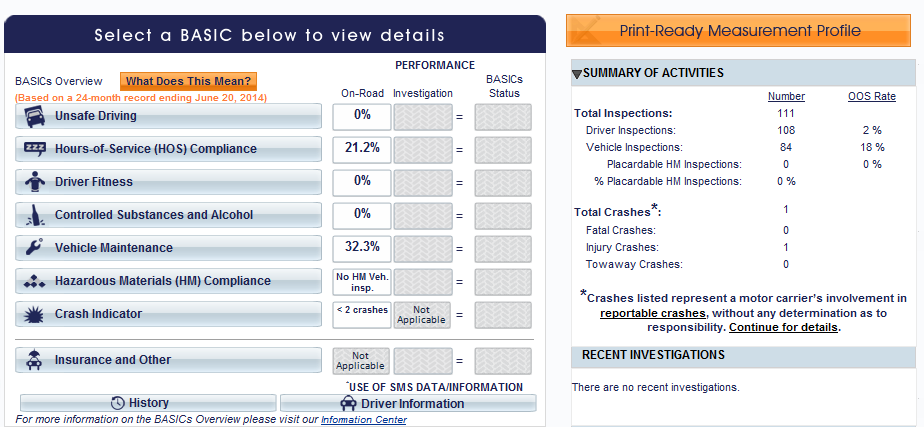 Select a BASIC below to view details
PERFORMANCE
BASICs Overview What Does This Mean? On-Road Investigation BASICs Status
(Based on a 24-month record ending June 20, 2014)
Unsafe Driving 0% =
Hours-of-Service (HOS) Compliance 21.2% =
Driver Fitness 0% =
Controlled Substances and Alcohol 0% =
Vehicle Maintenance 32.3% =
Hazardous Materials (HM) Compliance No HM Veh. insp. =
Crash Indicator < 2 crashes Not Applicable =
Insurance and Other Not Applicable =
*USE OF SMS DATA/INFORMATION
History Driver Information
For more information on the BASICs Overview please visit our Infomation Center
Print-Ready Measurement Profile
SUMMARY OF ACTIVITIES
Number OOS Rate
Total Inspections: 111
Driver Inspections: 108 2 %
Vehicle Inspections: 84 18 %
Placardable HM Inspections: 0 0 %
% Placardable HM Inspections: 0 %
Total Crashes*: 1
Fatal Crashes: 0
Injury Crashes: 1
Towaway Crashes: 0
*Crashes listed represent a motor carrier's involvement in
reportable crashes, without any determination as to
responsibility. Continue for details.
RECENT INVESTIGATIONS
There are no recent investigations.